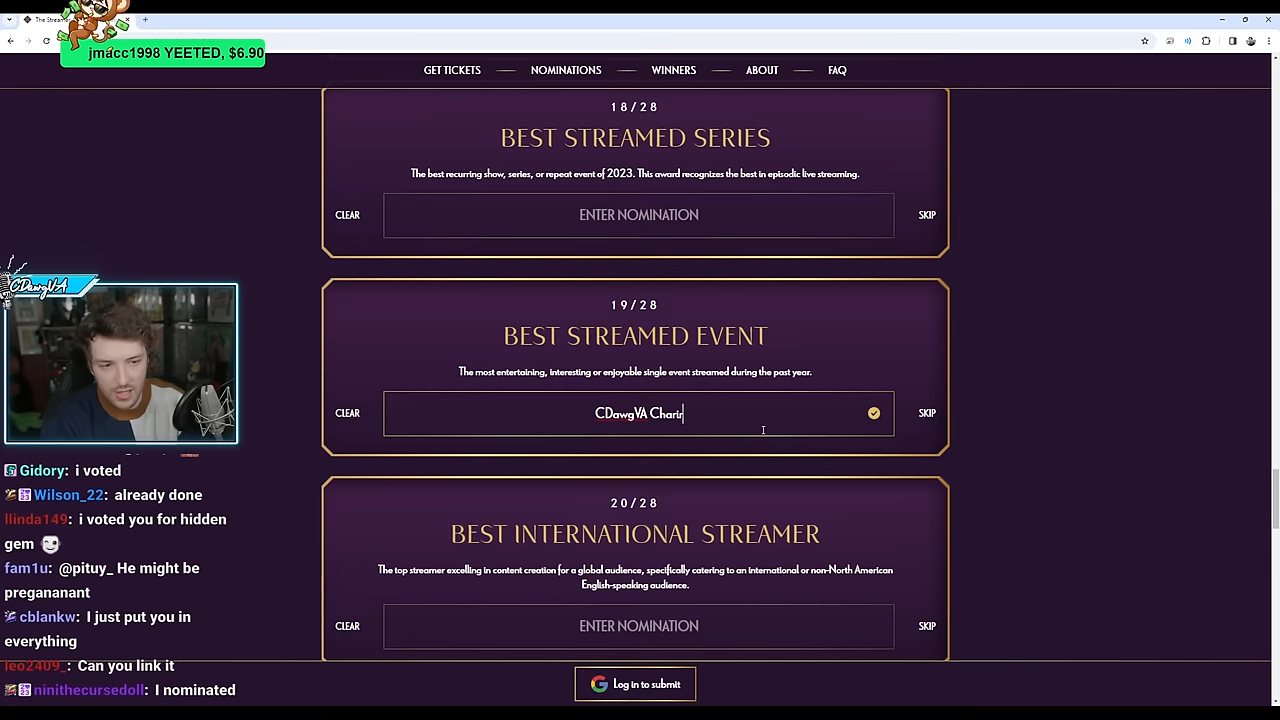 The Stream
jmacc1998 YEETED, $6.90
GET TICKETS
NOMINATIONS
WINNERS
ABOUT
FAQ
18/28
BEST STREAMED SERIES
The best recurring show, series, or repeat event of 2023. This award recognizes the best in episodic live streaming.
CLEAR
ENTER NOMINATION
SKIP
19/28
BEST STREAMED EVENT
The most entertaining, interesting or enjoyable single event streamed during the past year.
CLEAR
CDawgVA Chartr
SKIP
20/28
BEST INTERNATIONAL STREAMER
The top streamer excelling in content creation for a global audience, specifically catering to an international or non-North American
English-speaking audience.
CLEAR
ENTER NOMINATION
SKIP
Log in to submit
CDawgVA
Gidory: i voted
Wilson_22: already done
llinda149: i voted you for hidden
gem
fam1u: @pituy_ He might be
pregananant
cblankw: I just put you in
everything
leo2409_: Can you link it
ninithecursedoll: I nominated